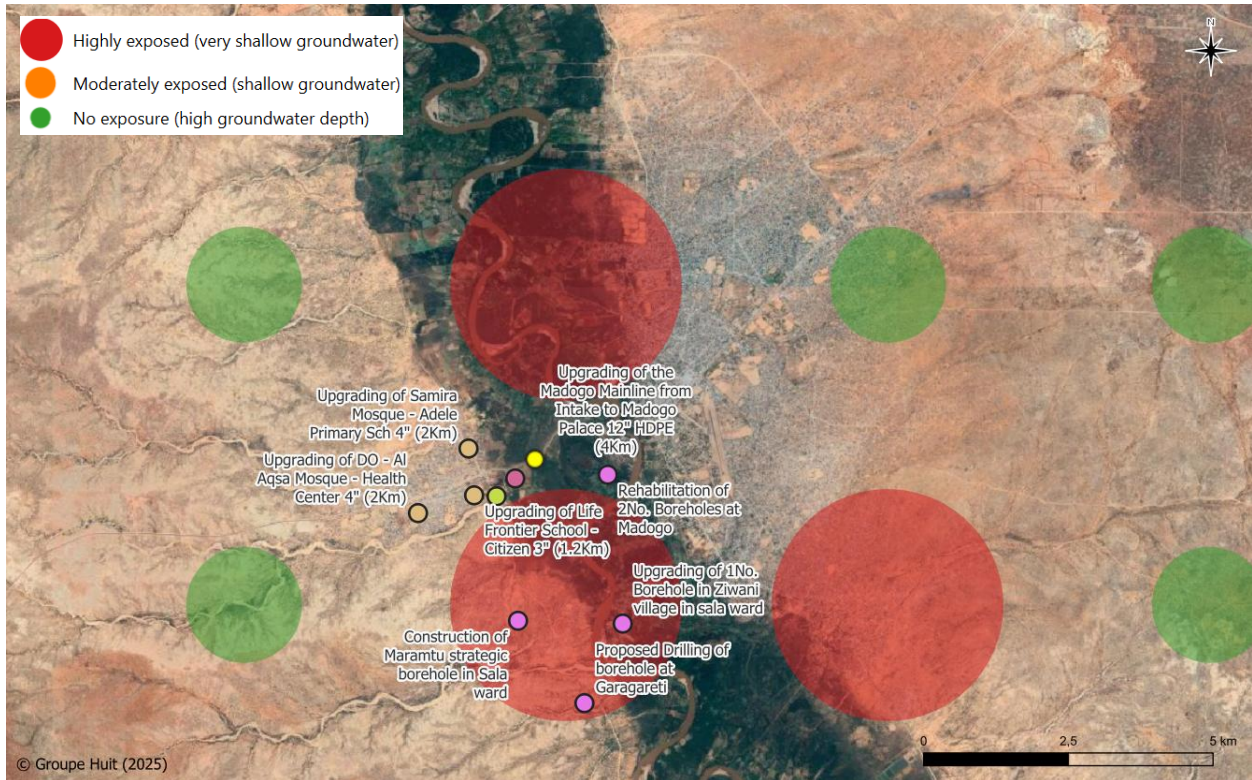 Highly exposed (very shallow groundwater)
Moderately exposed (shallow groundwater)
No exposure (high groundwater depth)
N
Upgrading of the
Madogo Mainline from
Intake to Madogo
Palace 12" HDPE
(4Km)
Upgrading of Samira
Mosque - Adele
Primary Sch 4" (2Km)
Upgrading of DO - Al
Aqsa Mosque - Health
Center 4" (2Km)
Rehabilitation of
2No. Boreholes at
Madogo
Upgrading of Life
Frontier School -
Citizen 3" (1.2Km)
Upgrading of 1No.
Borehole in Ziwani
village in sala ward
Construction of
Maramtu strategic
borehole in Sala
ward
Proposed Drilling of
borehole at
Garagareti
0 2,5 5 km
© Groupe Huit (2025)